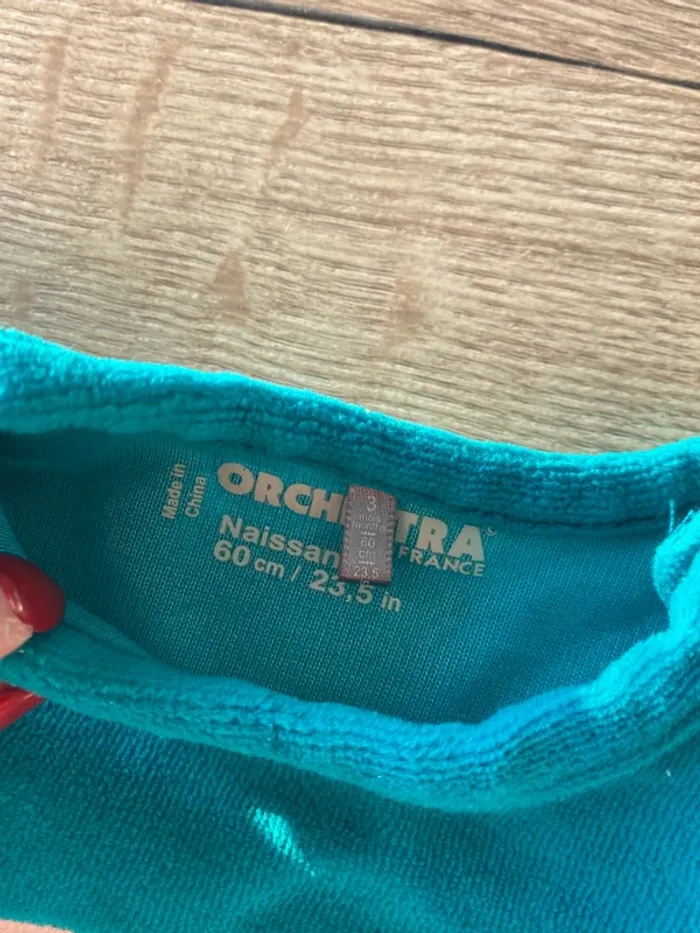 Made in
China
ORCH TRA®
Naissan
FRANCE
60 cm / 23,5 in
3
mois
months
60
cm
23,5